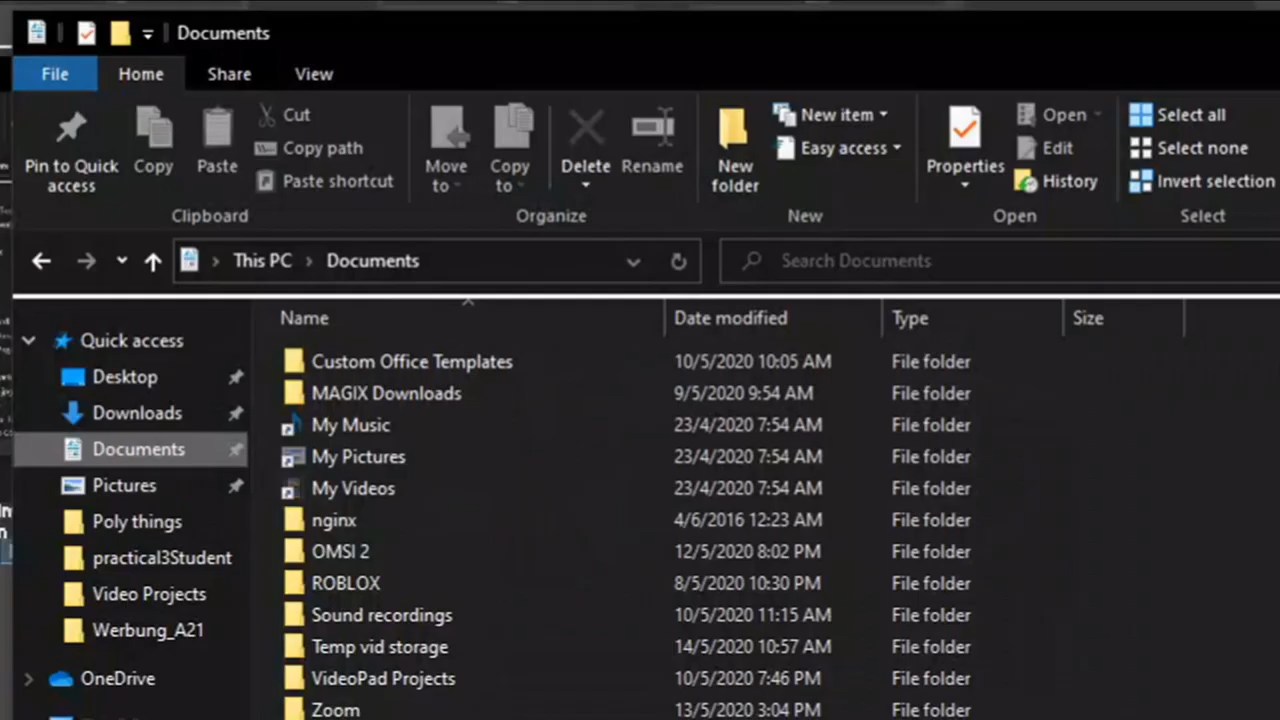 Documents
File Home Share View
Pin to Quick access
Copy
Paste
Cut
Copy path
Paste shortcut
Clipboard
Move to
Copy to
Delete
Rename
Organize
New folder
New item
Easy access
New
Properties
Open
Edit
History
Open
Select all
Select none
Invert selection
Select
This PC > Documents
Search Documents
Quick access
Desktop
Downloads
Documents
Pictures
Poly things
practical3Student
Video Projects
Werbung_A21
OneDrive
Name Date modified Type Size
Custom Office Templates 10/5/2020 10:05 AM File folder
MAGIX Downloads 9/5/2020 9:54 AM File folder
My Music 23/4/2020 7:54 AM File folder
My Pictures 23/4/2020 7:54 AM File folder
My Videos 23/4/2020 7:54 AM File folder
nginx 4/6/2016 12:23 AM File folder
OMSI 2 12/5/2020 8:02 PM File folder
ROBLOX 8/5/2020 10:30 PM File folder
Sound recordings 10/5/2020 11:15 AM File folder
Temp vid storage 14/5/2020 10:57 AM File folder
VideoPad Projects 10/5/2020 7:46 PM File folder
Zoom 13/5/2020 3:04 PM File folder